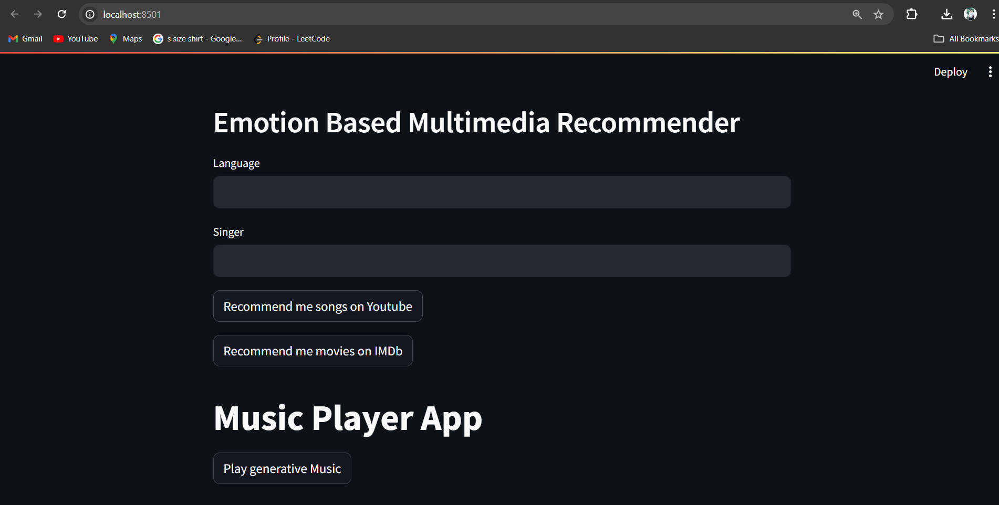 localhost:8501
Gmail YouTube Maps s size shirt - Google... Profile - LeetCode All Bookmarks
Deploy
Emotion Based Multimedia Recommender
Language
Singer
Recommend me songs on Youtube
Recommend me movies on IMDb
Music Player App
Play generative Music